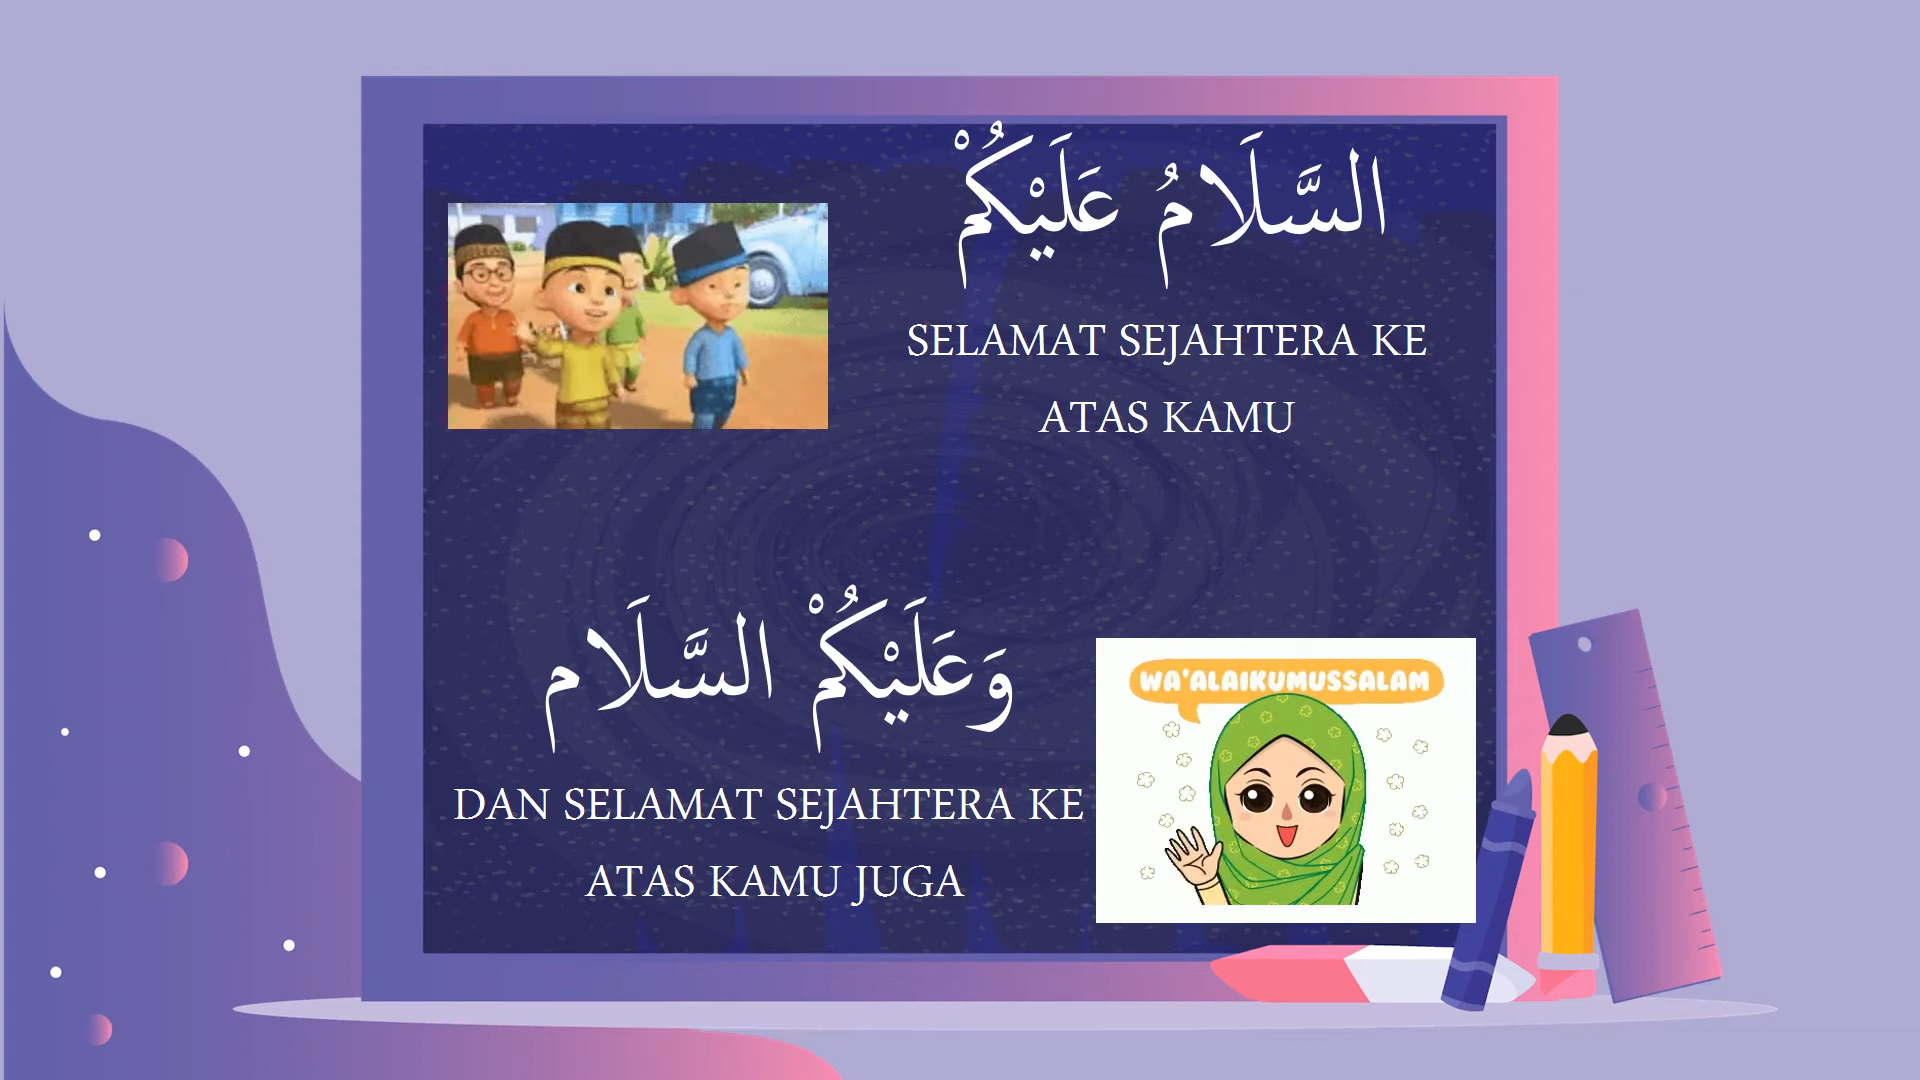 السَّلَامُ عَلَيْكُمْ
SELAMAT SEJAHTERA KE
ATAS KAMU
وَعَلَيْكُمْ السَّلَام
DAN SELAMAT SEJAHTERA KE
ATAS KAMU JUGA
WA'ALAIKUMUSSALAM